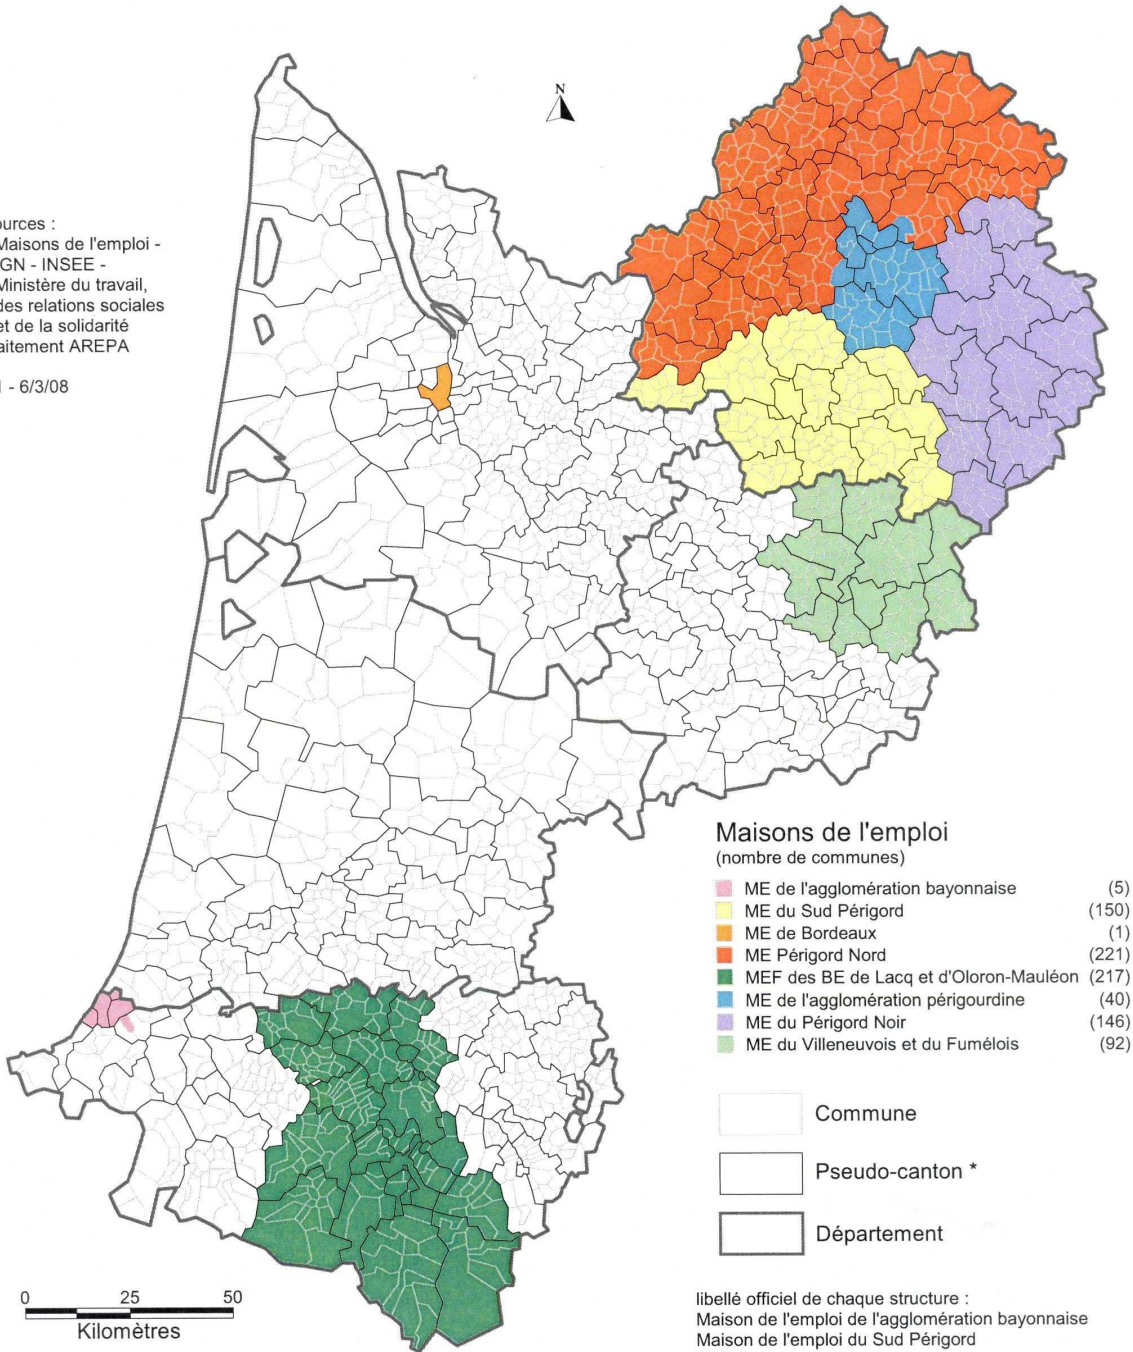 N
ources :
Maisons de l'emploi -
IGN - INSEE -
Ministère du travail,
des relations sociales
et de la solidarité
aitement AREPA
- 6/3/08
Maisons de l'emploi
(nombre de communes)
ME de l'agglomération bayonnaise (5)
ME du Sud Périgord (150)
ME de Bordeaux (1)
ME Périgord Nord (221)
MEF des BE de Lacq et d'Oloron-Mauléon (217)
ME de l'agglomération périgourdine (40)
ME du Périgord Noir (146)
ME du Villeneuvois et du Fumélois (92)
Commune
Pseudo-canton *
Département
0 25 50
Kilomètres
libellé officiel de chaque structure :
Maison de l'emploi de l'agglomération bayonnaise
Maison de l'emploi du Sud Périgord